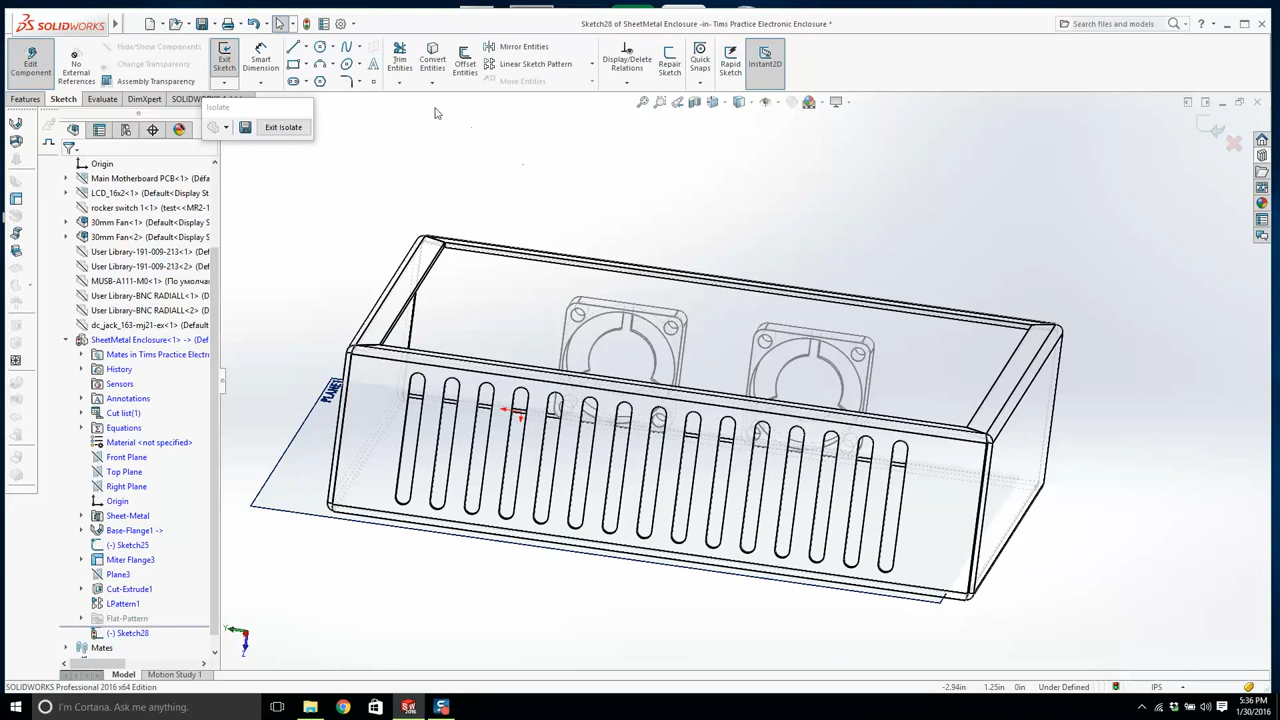 SOLIDWORKS
Sketch28 of SheetMetal Enclosure -in- Tims Practice Electronic Enclosure *
Search files and models
Edit Component
No External References
Hide/Show Components
Change Transparency
Assembly Transparency
Exit Sketch
Smart Dimension
Trim Entities
Convert Entities
Offset Entities
Mirror Entities
Linear Sketch Pattern
Move Entities
Display/Delete Relations
Repair Sketch
Quick Snaps
Rapid Sketch
Instant2D
Features
Sketch
Evaluate
DimXpert
Isolate
Exit Isolate
Origin
Main Motherboard PCB<1> (Défa
LCD_16x2<1> (Default<Display St
rocker switch 1<1> (test<<MR2-1
30mm Fan<1> (Default<Display S
30mm Fan<2> (Default<Display S
User Library-191-009-213<1> (De
User Library-191-009-213<2> (De
MUSB-A111-M0<1> (По умолча
User Library-BNC RADIALL<1> (D
User Library-BNC RADIALL<2> (D
dc_jack_163-mj21-ex<1> (Default
SheetMetal Enclosure<1> -> (Def
Mates in Tims Practice Electro
History
Sensors
Annotations
Cut list(1)
Equations
Material <not specified>
Front Plane
Top Plane
Right Plane
Origin
Sheet-Metal
Base-Flange1 ->
(-) Sketch25
Miter Flange3
Plane3
Cut-Extrude1
LPattern1
Flat-Pattern
(-) Sketch28
Mates
PLANE3
Y
Z
Model
Motion Study 1
SOLIDWORKS Professional 2016 x64 Edition
-2.94in
1.25in
0in
Under Defined
IPS
I'm Cortana. Ask me anything.
5:36 PM
1/30/2016